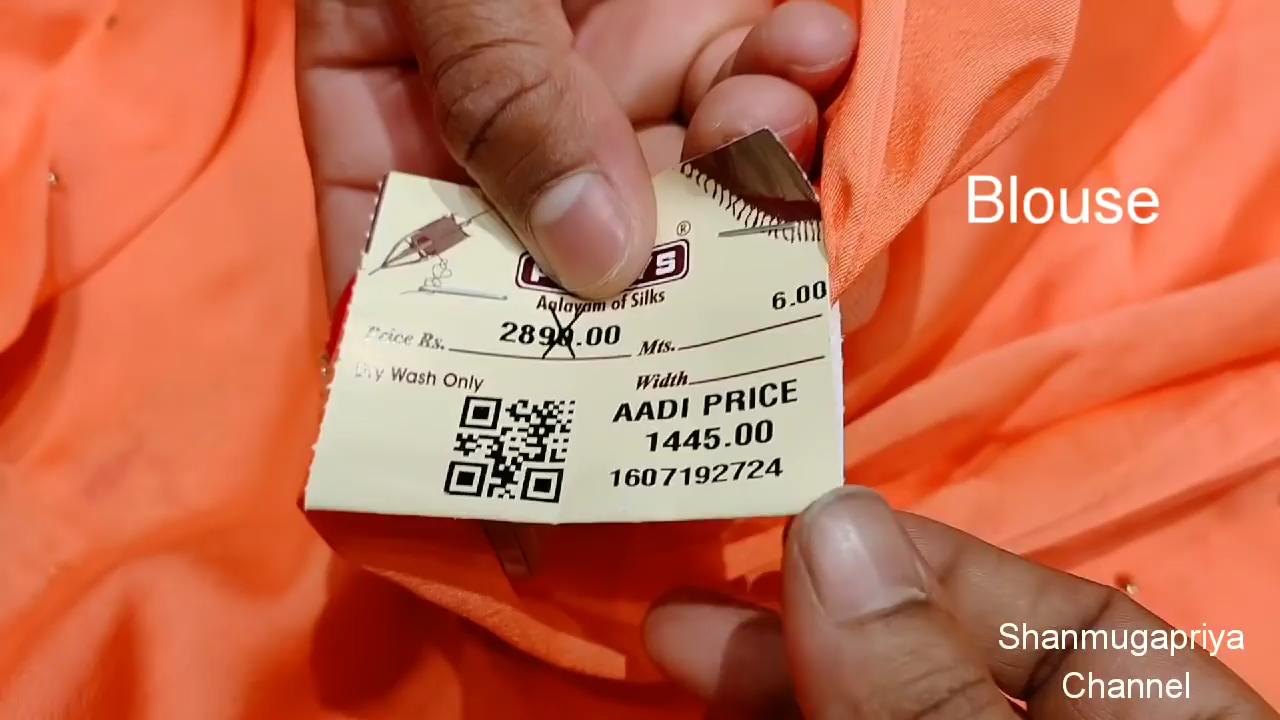 Blouse
®
Aalayam of Silks
Price Rs. 2890.00
Mts. 6.00
Dry Wash Only
Width
AADI PRICE
1445.00
1607192724
Shanmugapriya
Channel